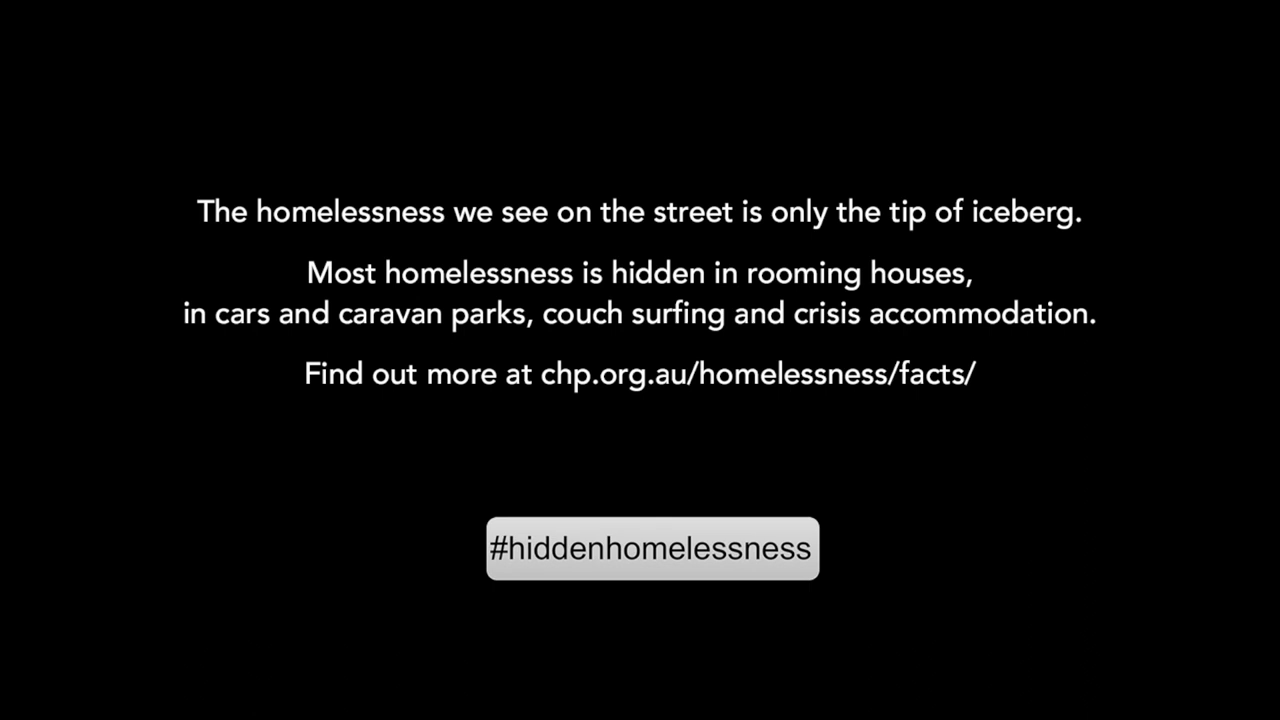 The homelessness we see on the street is only the tip of iceberg.
Most homelessness is hidden in rooming houses,
in cars and caravan parks, couch surfing and crisis accommodation.
Find out more at chp.org.au/homelessness/facts/
#hiddenhomelessness